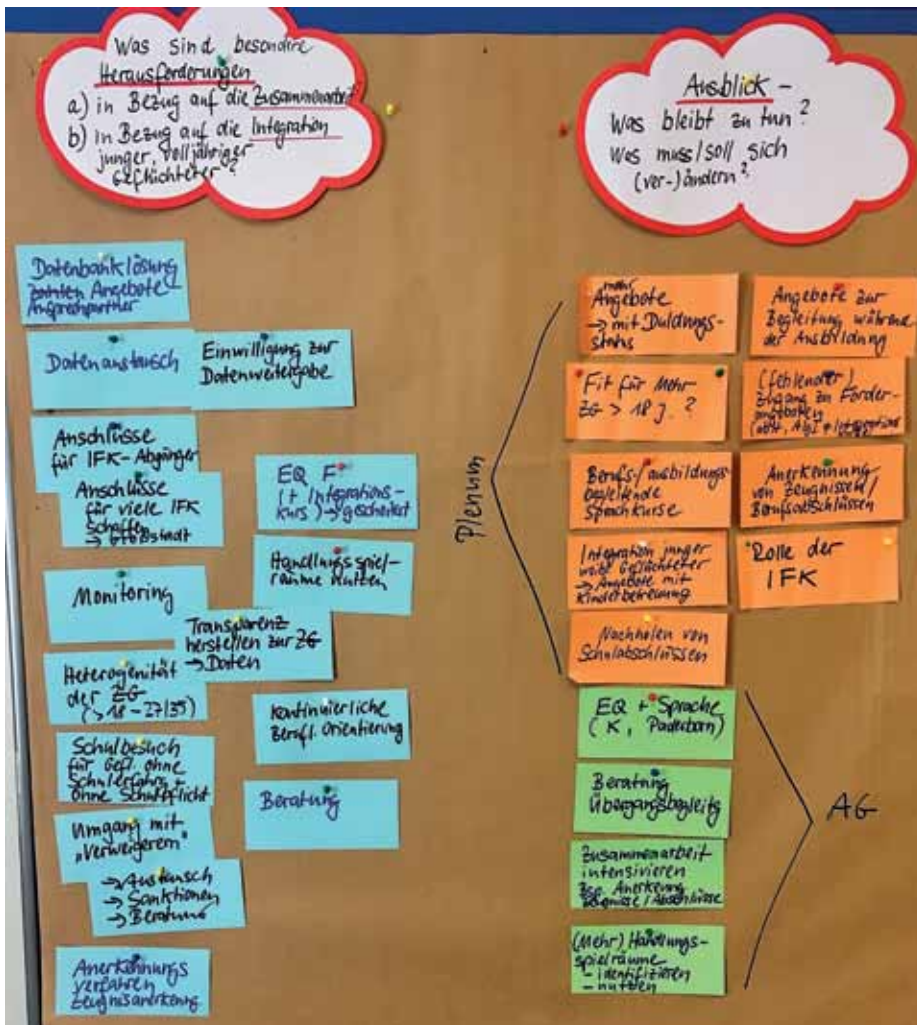 Was sind besondere
Herausforderungen
a) in Bezug auf die Zusammenarbeit
b) in Bezug auf die Integration
junger, volljähriger
Geflüchteter?
Datenbanklösung
Angebote
Ansprechpartner
Datenaustausch
Einwilligung zur
Datenweitergabe
Anschlüsse
für IFK-Abgänger
Anschlüsse
für viele IFK
schaffen
→ Großstadt
EQ F
(+ Integrations-
kurs) → gescheitert
Handlungsspiel-
räume nutzen
Monitoring
Transparenz
herstellen zur ZG
→ Daten
Heterogenität
der ZG
(↳ 18-27/35)
Kontinuierliche
Berufl. Orientierung
Schulbesuch
für Gefl. ohne
Schulerfahrg +
ohne Schulpflicht
Beratung
Umgang mit
„Verweigerern"
→ Austausch
→ Sanktionen
→ Beratung
Anerkennungs
verfahren
Zeugnisanerkenng
Ausblick –
Was bleibt zu tun?
Was muss/soll sich
(ver-)ändern?
Plenum
mehr
Angebote
→ mit Duldungs-
status
Angebote zur
Begleitung während
der Ausbildung
Fit für Mehr
ZG > 18 J. ?
(fehlender)
Zugang zu Förder-
angeboten
Berufs-/ausbildungs-
begleitende
Sprachkurse
Anerkennung
von Zeugnissen/
Berufsabschlüssen
Integration junger
weibl. Geflüchteter
→ Angebote mit
Kinderbetreuung
Rolle der
IFK
Nachholen von
Schulabschlüssen
EQ + Sprache
(K, Paderborn)
Beratung
Übergangsbegleitg
Zusammenarbeit
intensivieren
Anerkenng
Zeugnisse/Abschlüsse
(Mehr) Handlungs-
spielräume
- identifizieren
- nutzen
AG